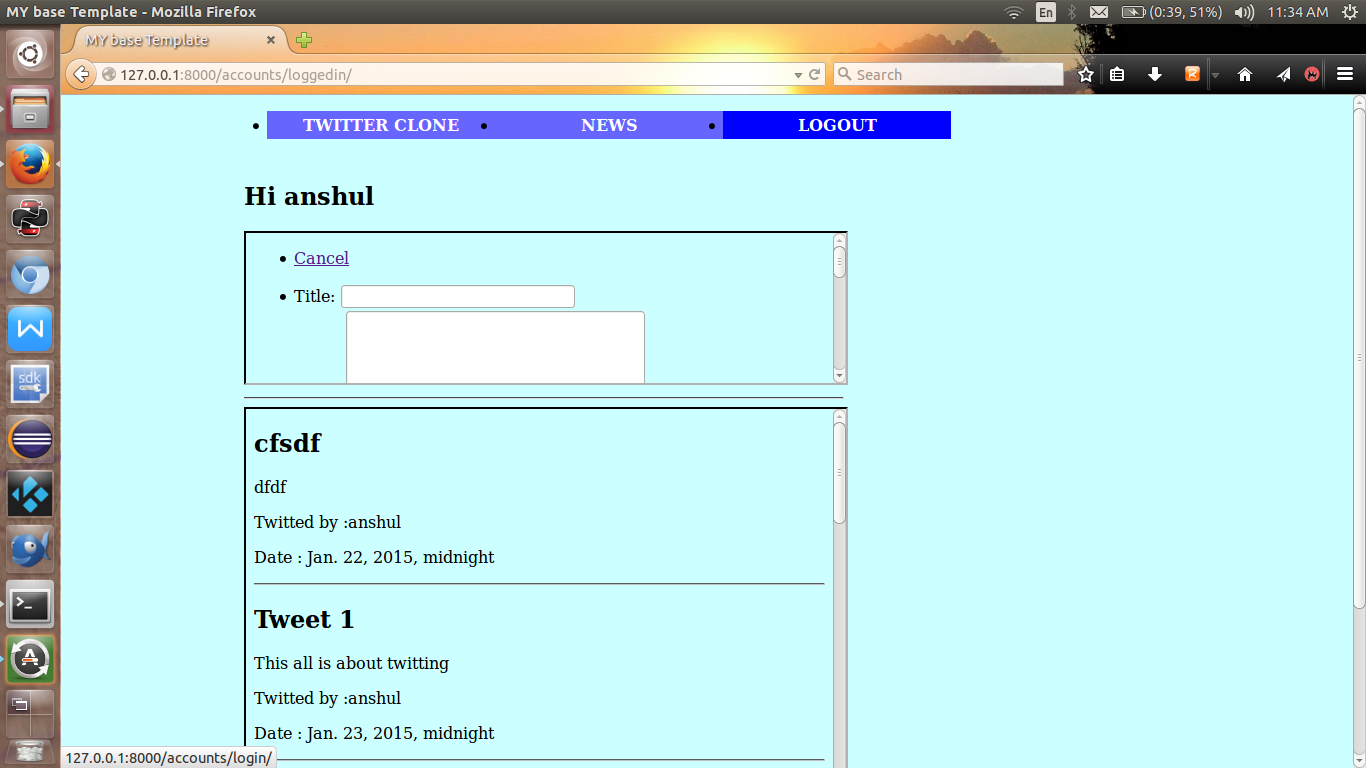 MY base Template - Mozilla Firefox
En
(0:39, 51%)
11:34 AM
MY base Template
127.0.0.1:8000/accounts/loggedin/
Search
TWITTER CLONE
NEWS
LOGOUT
Hi anshul
Cancel
Title:
cfsdf
dfdf
Twitted by :anshul
Date : Jan. 22, 2015, midnight
Tweet 1
This all is about twitting
Twitted by :anshul
Date : Jan. 23, 2015, midnight
sdk
127.0.0.1:8000/accounts/login/